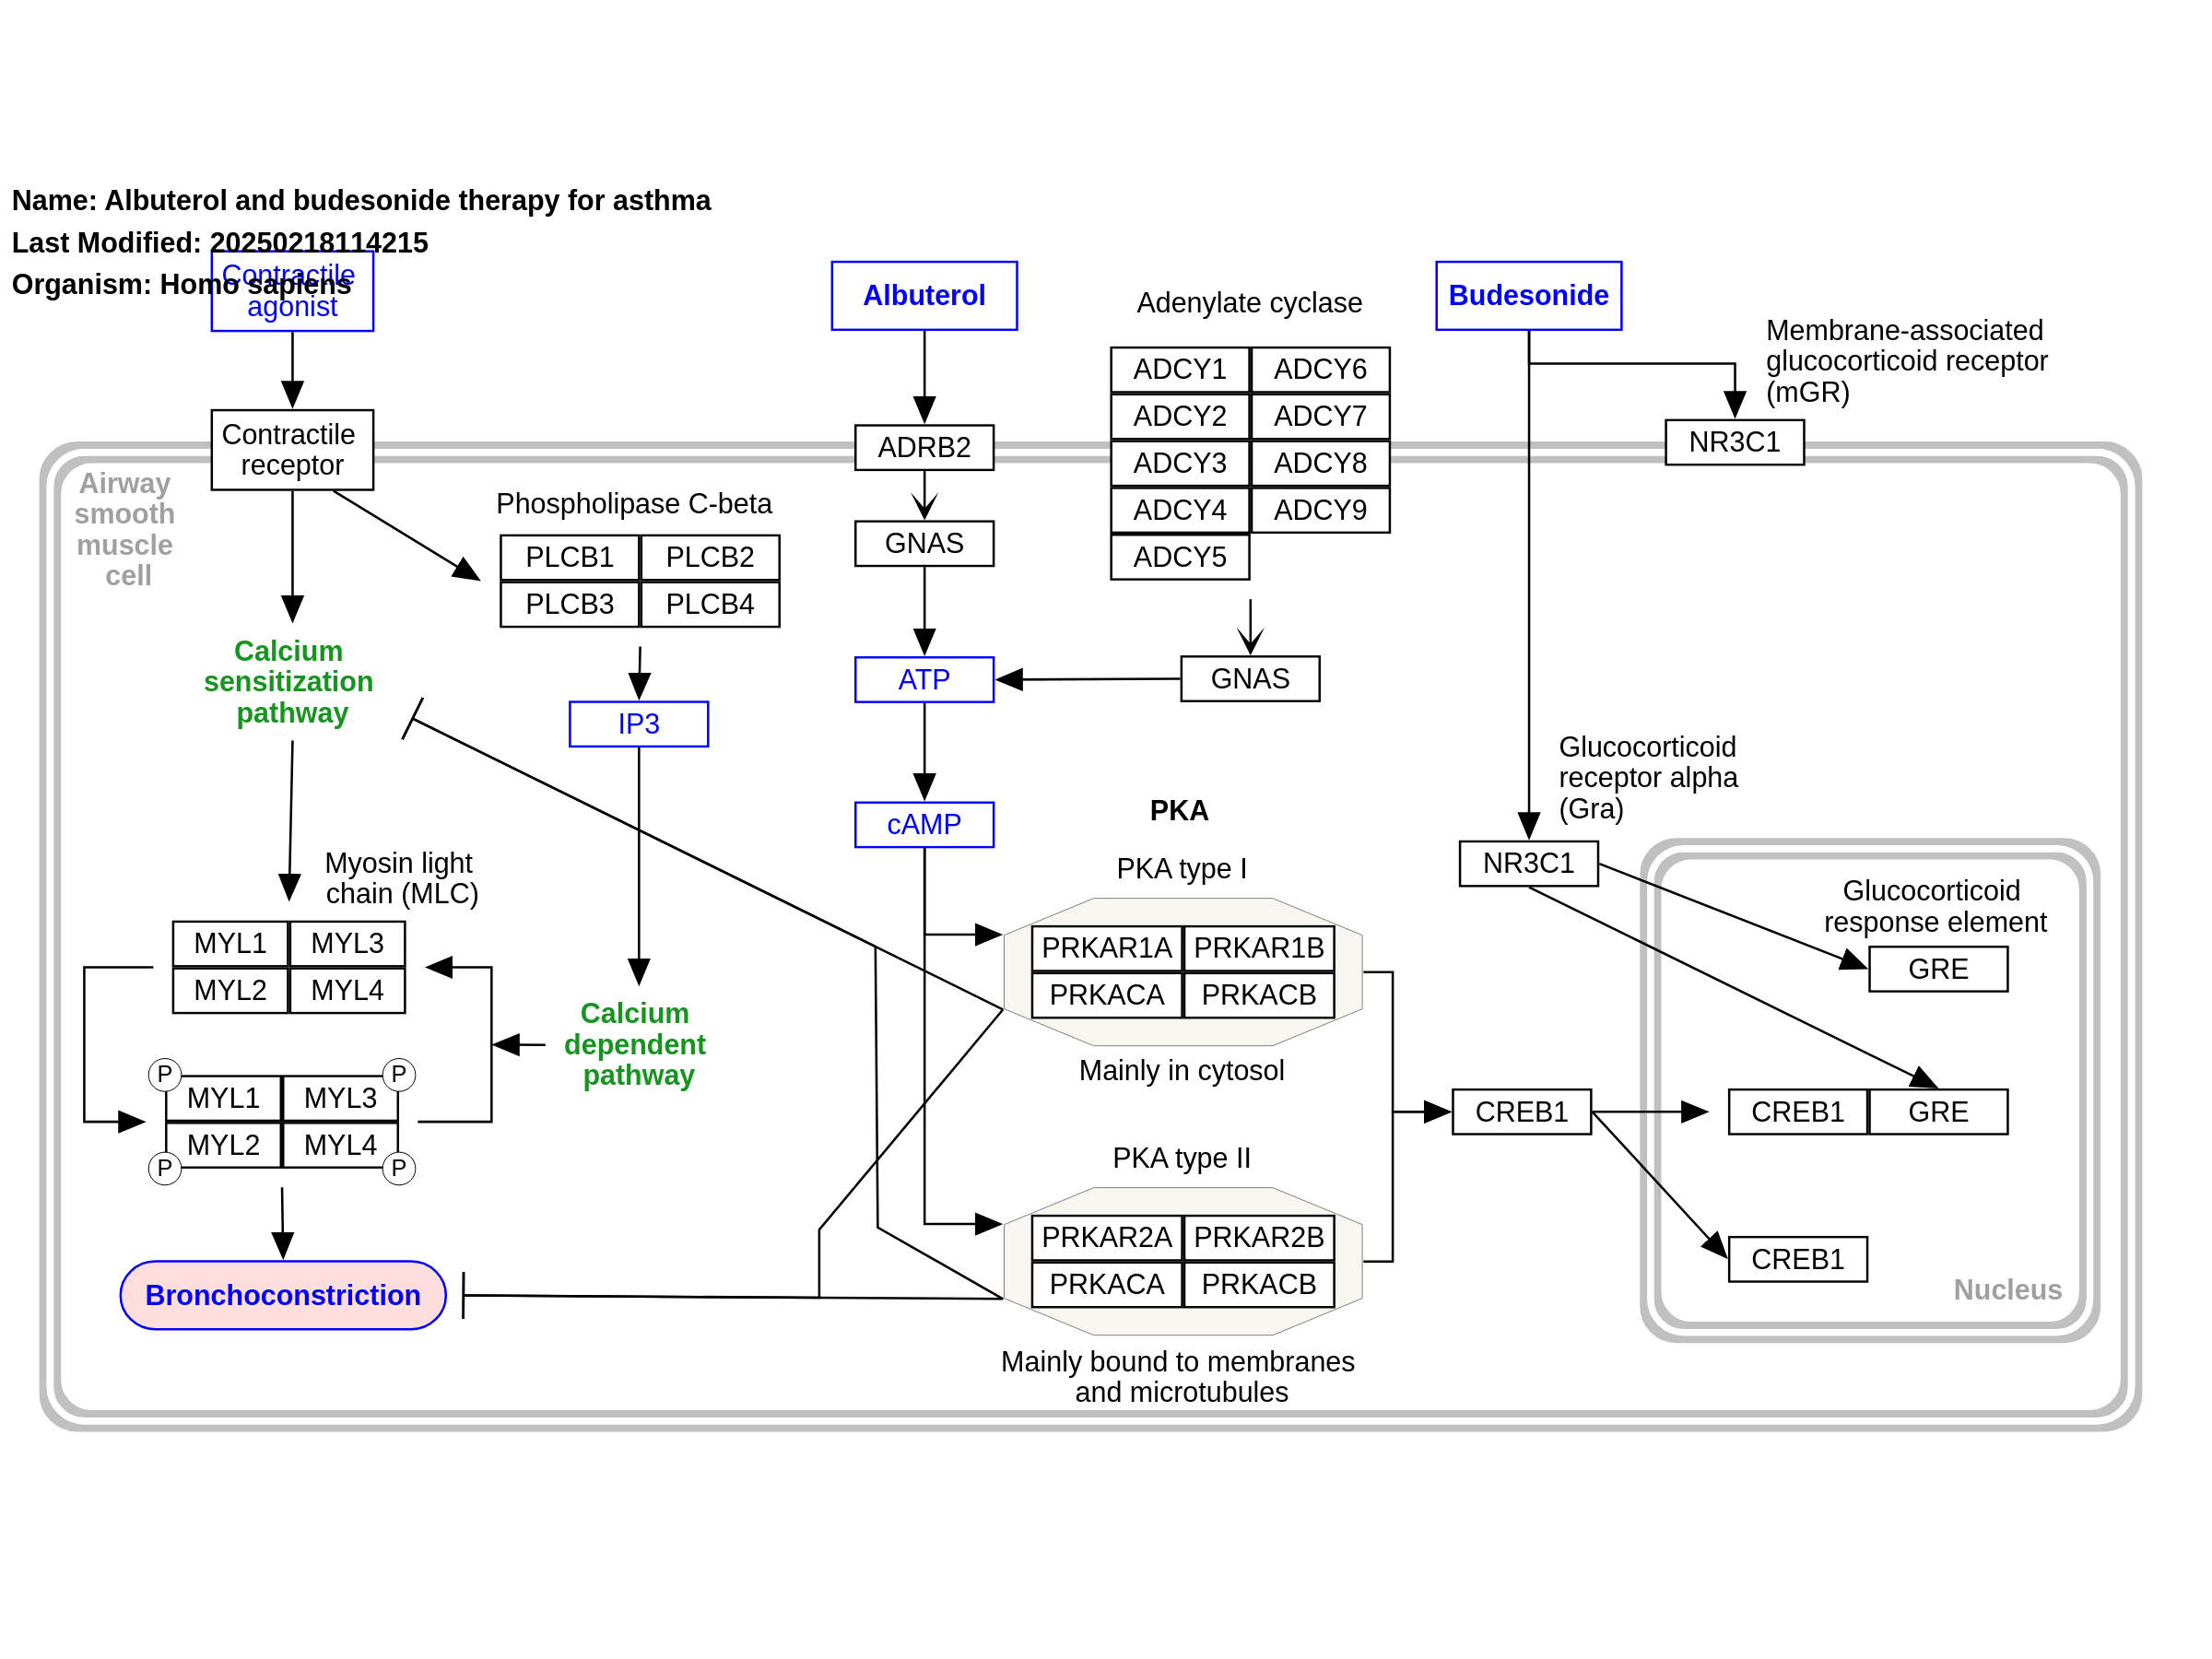 Name: Albuterol and budesonide therapy for asthma
Last Modified: 20250218114215
Organism: Homo sapiens
Contractile
agonist
Albuterol
Adenylate cyclase
Budesonide
Membrane-associated
glucocorticoid receptor
(mGR)
ADCY1 ADCY6
ADCY2 ADCY7
ADCY3 ADCY8
ADCY4 ADCY9
ADCY5
Contractile
receptor
ADRB2
NR3C1
Airway
smooth
muscle
cell
Phospholipase C-beta
PLCB1 PLCB2
PLCB3 PLCB4
GNAS
Calcium
sensitization
pathway
IP3
ATP
GNAS
cAMP
PKA
Glucocorticoid
receptor alpha
(Gra)
NR3C1
Myosin light
chain (MLC)
MYL1 MYL3
MYL2 MYL4
PKA type I
PRKAR1A PRKAR1B
PRKACA PRKACB
Mainly in cytosol
Glucocorticoid
response element
GRE
Calcium
dependent
pathway
P P
MYL1 MYL3
MYL2 MYL4
P P
CREB1
CREB1 GRE
PKA type II
PRKAR2A PRKAR2B
PRKACA PRKACB
Mainly bound to membranes
and microtubules
CREB1
Nucleus
Bronchoconstriction